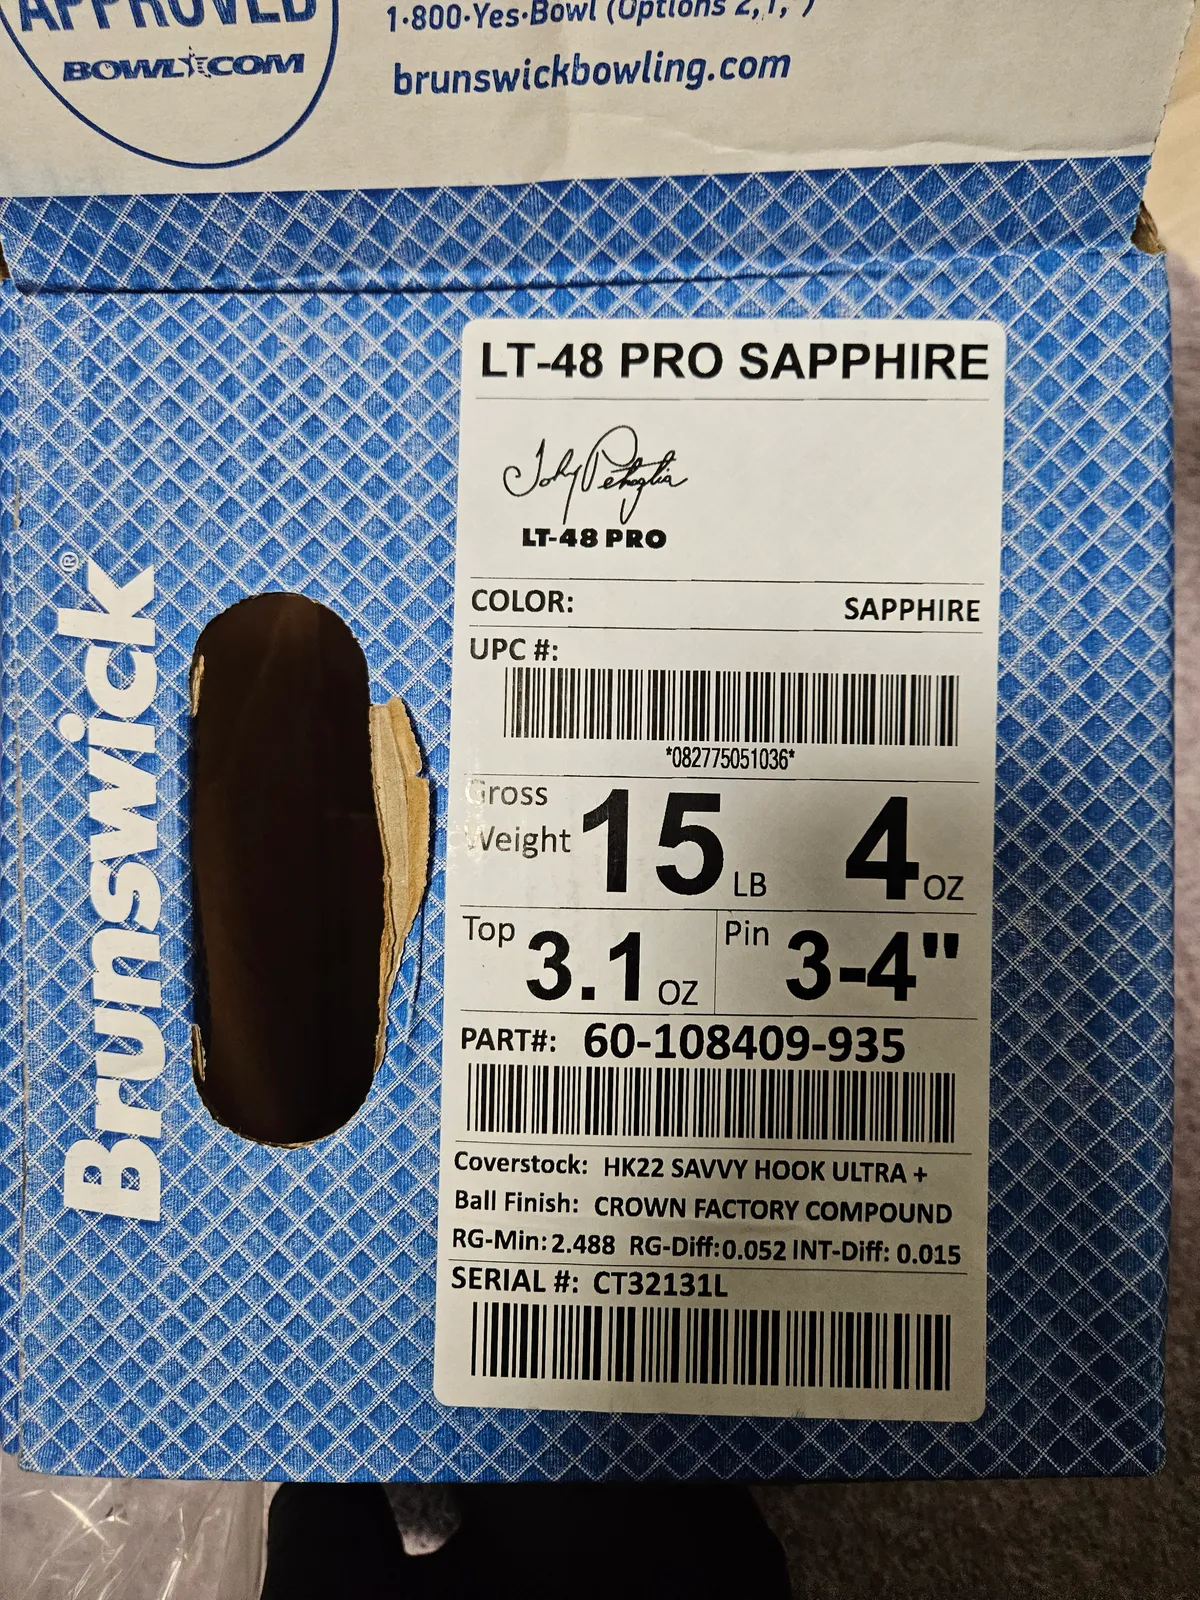 APPROVED
BOWL★COM
1-800-Yes-Bowl (Options 2, 1,
brunswickbowling.com
LT-48 PRO SAPPHIRE
Johnny Petraglia
LT-48 PRO
COLOR: SAPPHIRE
UPC #:
*082775051036*
Gross Weight 15 LB 4 OZ
Top 3.1 OZ Pin 3-4"
PART#: 60-108409-935
Coverstock: HK22 SAVVY HOOK ULTRA +
Ball Finish: CROWN FACTORY COMPOUND
RG-Min: 2.488 RG-Diff: 0.052 INT-Diff: 0.015
SERIAL #: CT32131L
Brunswick®